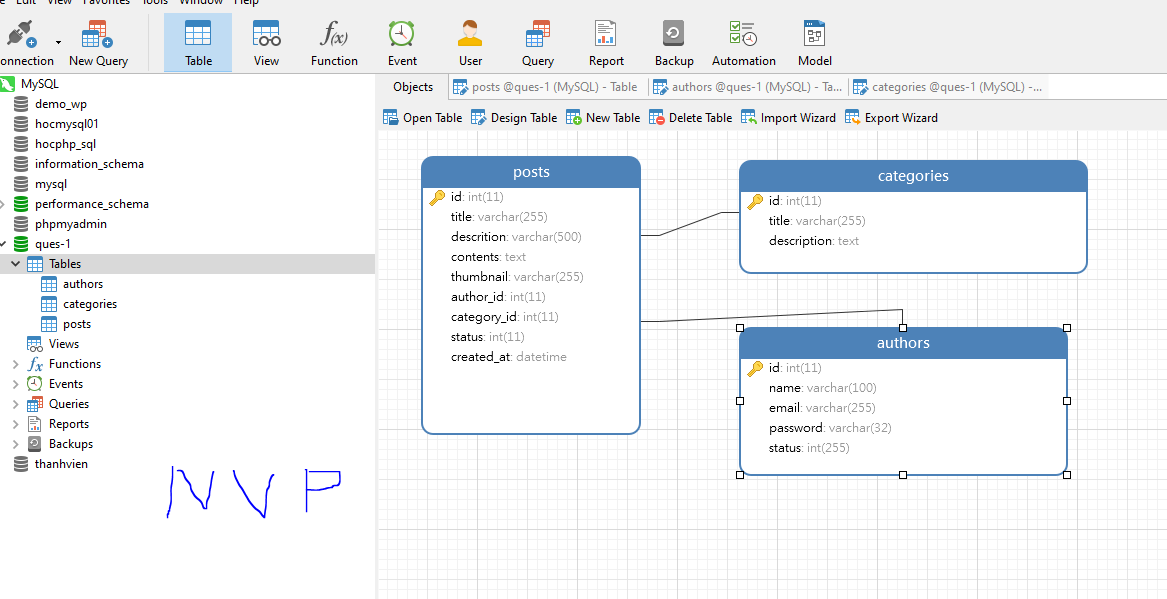 Edit View Favorites Tools Window Help
onnection New Query Table View Function Event User Query Report Backup Automation Model
MySQL
demo_wp
hocmysql01
hocphp_sql
information_schema
mysql
performance_schema
phpmyadmin
ques-1
Tables
authors
categories
posts
Views
Functions
Events
Queries
Reports
Backups
thanhvien
NVP
Objects posts @ques-1 (MySQL) - Table authors @ques-1 (MySQL) - Ta... categories @ques-1 (MySQL) -...
Open Table Design Table New Table Delete Table Import Wizard Export Wizard
posts
id: int(11)
title: varchar(255)
descrition: varchar(500)
contents: text
thumbnail: varchar(255)
author_id: int(11)
category_id: int(11)
status: int(11)
created_at: datetime
categories
id: int(11)
title: varchar(255)
description: text
authors
id: int(11)
name: varchar(100)
email: varchar(255)
password: varchar(32)
status: int(255)